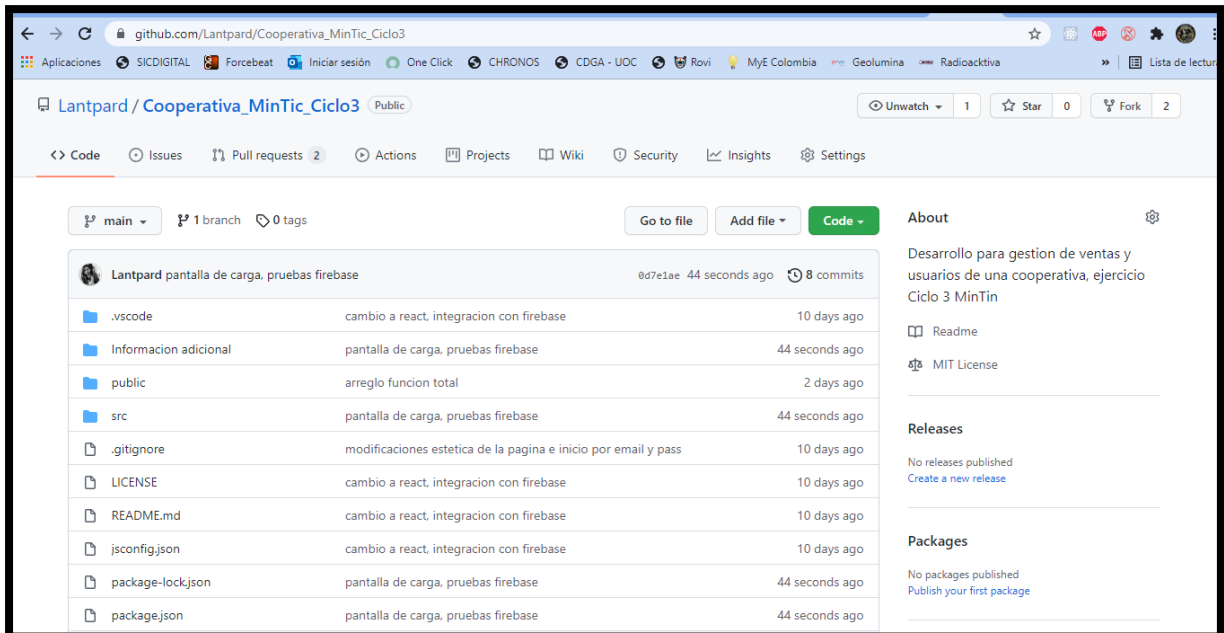 github.com/Lantpard/Cooperativa_MinTic_Ciclo3
ABP
Aplicaciones SICDIGITAL Forcebeat Iniciar sesión One Click CHRONOS CDGA - UOC Rovi MyE Colombia Geolumina Radioacktiva » Lista de lectura
Lantpard / Cooperativa_MinTic_Ciclo3 Public
Unwatch 1 Star 0 Fork 2
<> Code Issues Pull requests 2 Actions Projects Wiki Security Insights Settings
main 1 branch 0 tags Go to file Add file Code
Lantpard pantalla de carga, pruebas firebase 0d7e1ae 44 seconds ago 8 commits
.vscode cambio a react, integracion con firebase 10 days ago
Informacion adicional pantalla de carga, pruebas firebase 44 seconds ago
public arreglo funcion total 2 days ago
src pantalla de carga, pruebas firebase 44 seconds ago
.gitignore modificaciones estetica de la pagina e inicio por email y pass 10 days ago
LICENSE cambio a react, integracion con firebase 10 days ago
README.md cambio a react, integracion con firebase 10 days ago
jsconfig.json cambio a react, integracion con firebase 10 days ago
package-lock.json pantalla de carga, pruebas firebase 44 seconds ago
package.json pantalla de carga, pruebas firebase 44 seconds ago
About
Desarrollo para gestion de ventas y
usuarios de una cooperativa, ejercicio
Ciclo 3 MinTin
Readme
MIT License
Releases
No releases published
Create a new release
Packages
No packages published
Publish your first package